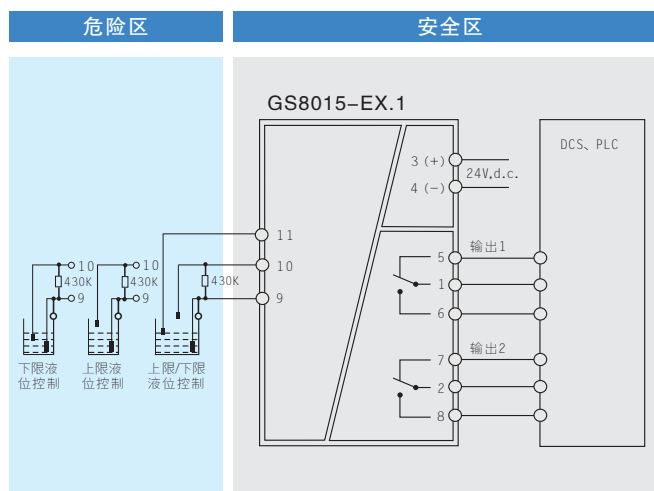 危险区
安全区
GS8015-EX.1
DCS、PLC
3 (+)
24V.d.c.
4 (-)
11
10
9
430K
10
430K
9
10
430K
9
5
输出1
1
6
7
输出2
2
8
下限液
位控制
上限液
位控制
上限/下限
液位控制